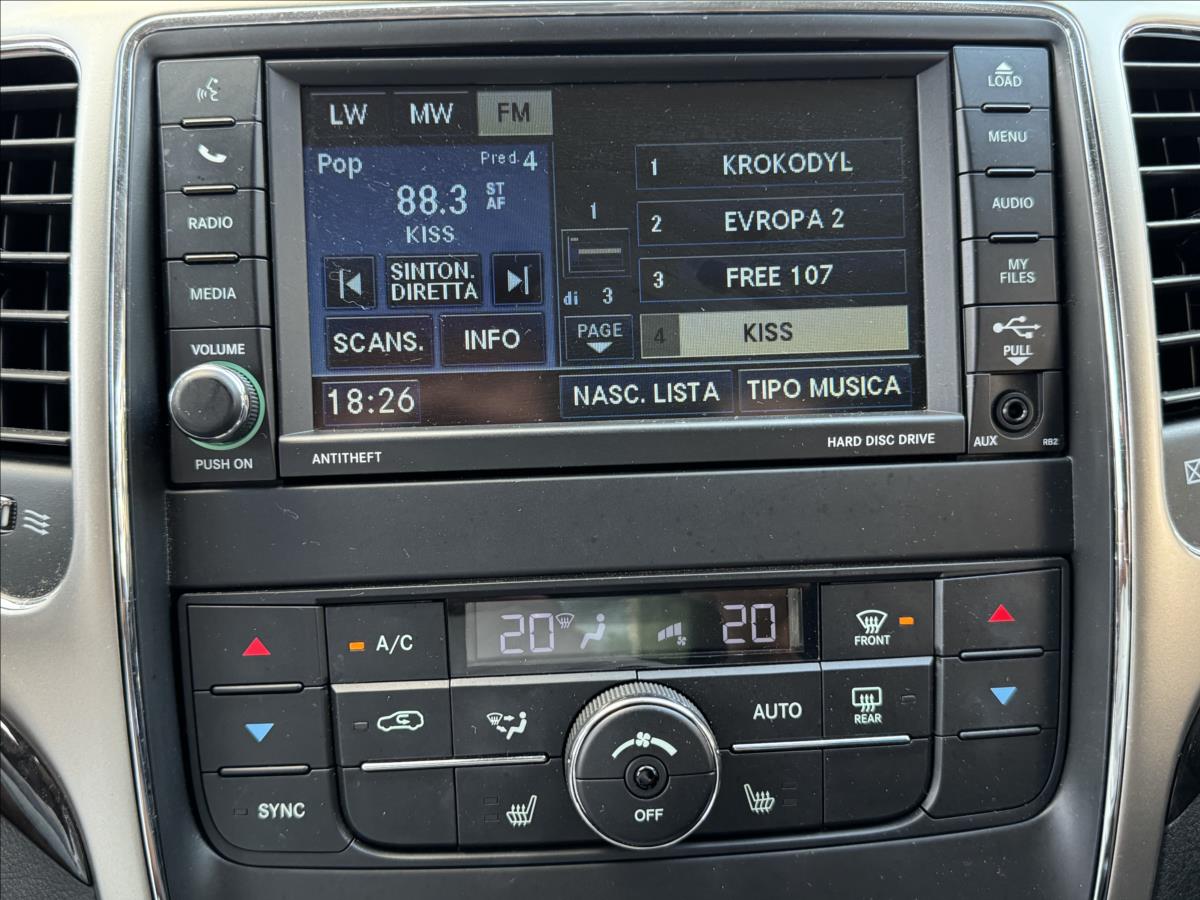 LW MW FM
Pop Pred. 4
88.3 ST AF
KISS
SINTON.
DIRETTA
SCANS. INFO
18:26
1
di 3
PAGE
1 KROKODYL
2 EVROPA 2
3 FREE 107
4 KISS
NASC. LISTA TIPO MUSICA
RADIO
MEDIA
VOLUME
PUSH ON
ANTITHEFT
HARD DISC DRIVE
LOAD
MENU
AUDIO
MY
FILES
PULL
AUX RB2
A/C
20 20
FRONT
AUTO
REAR
SYNC
OFF